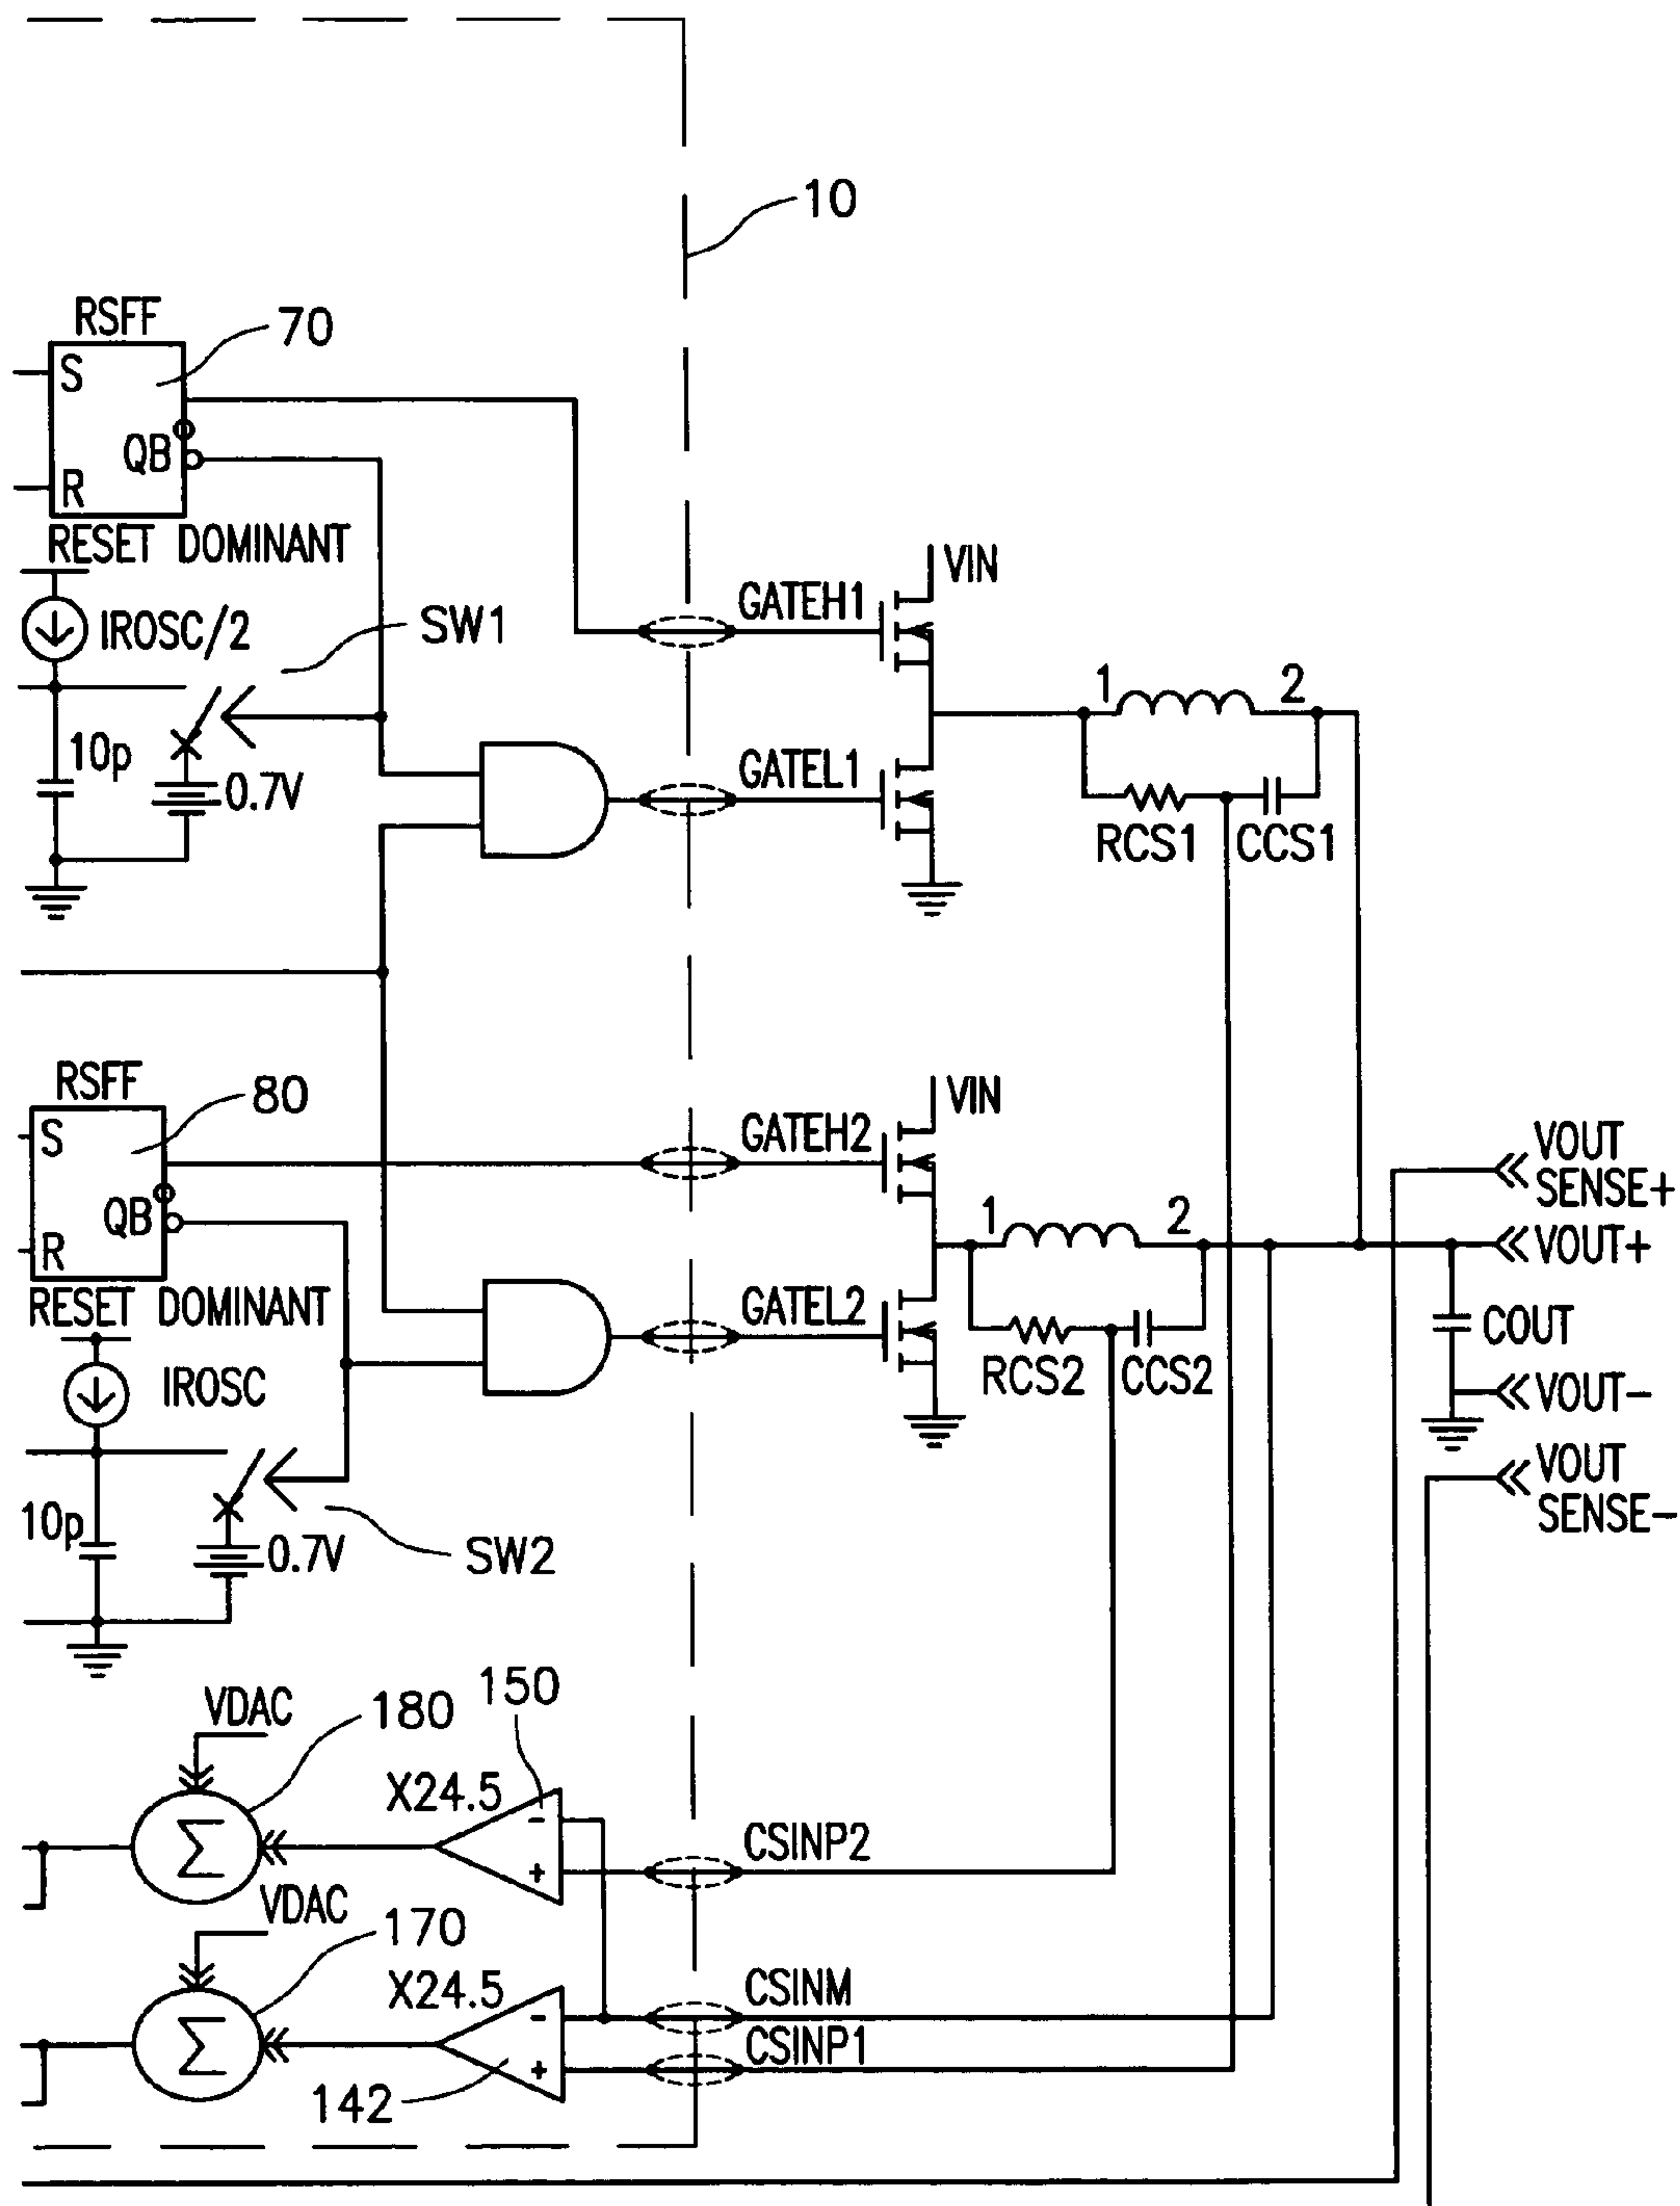 10
RSFF
70
S
QB
R
RESET DOMINANT
VIN
GATEH1
IROSC/2
SW1
1
2
10p
0.7V
GATEL1
RCS1
CCS1
RSFF
80
VIN
S
GATEH2
VOUT
SENSE+
QB
R
1
2
VOUT+
RESET DOMINANT
GATEL2
COUT
IROSC
RCS2
CCS2
VOUT-
VOUT
SENSE-
10p
0.7V
SW2
VDAC
180
150
X24.5
-
Σ
+
CSINP2
VDAC
170
X24.5
CSINM
-
Σ
+
CSINP1
142